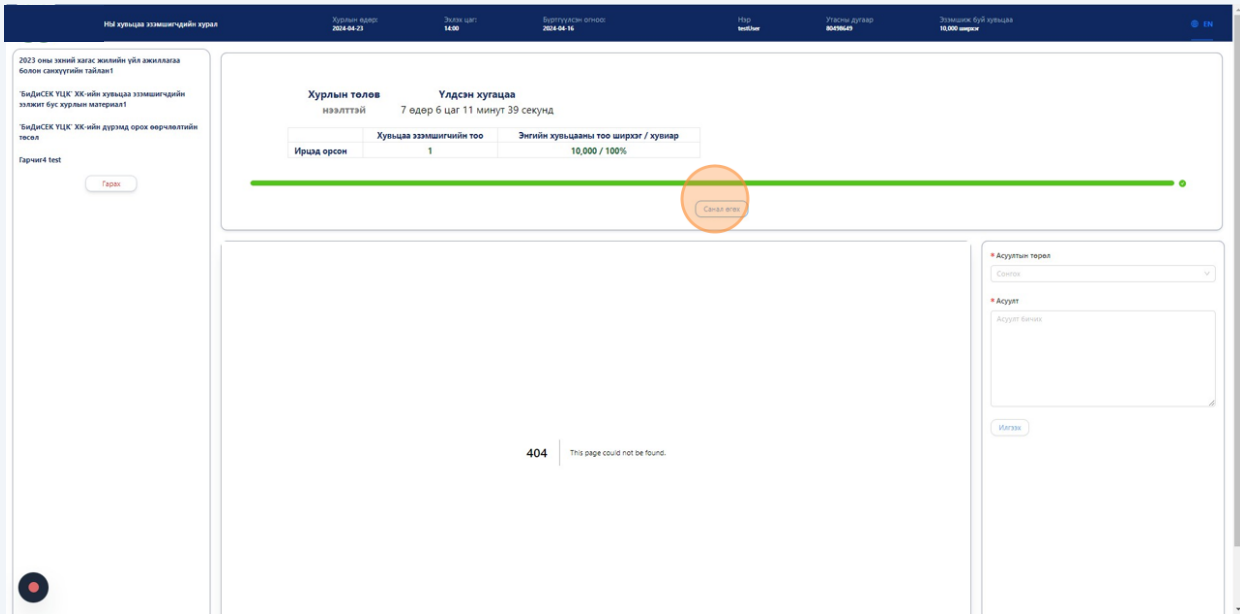 НЫ хувьцаа эзэмшигчдийн хурал
Хурлын өдөр:
2024-04-23
Эхлэх цаг:
14:00
Бүртгүүлсэн огноо:
2024-04-16
Нэр
testUser
Утасны дугаар
80498649
Эзэмшиж буй хувьцаа
10,000 ширхэг
EN
2023 оны эхний хагас жилийн үйл ажиллагаа
болон санхүүгийн тайлан1
'БиДиСЕК ҮЦК' ХК-ийн хувьцаа эзэмшигчдийн
ээлжит бус хурлын материал1
'БиДиСЕК ҮЦК' ХК-ийн дүрэмд орох өөрчлөлтийн
төсөл
Гарчиг4 test
Гарах
Хурлын төлөв
нээлттэй
Үлдсэн хугацаа
7 өдөр 6 цаг 11 минут 39 секунд
Хувьцаа эзэмшигчийн тоо
Энгийн хувьцааны тоо ширхэг / хувиар
Ирцэд орсон
1
10,000 / 100%
Санал өгөх
404
This page could not be found.
* Асуултын төрөл
Сонгох
* Асуулт
Асуулт бичих
Илгээх